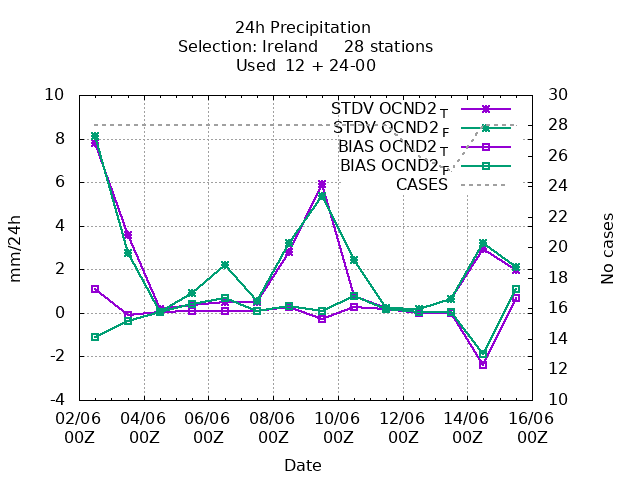 24h Precipitation
Selection: Ireland     28 stations
Used  12 + 24-00
10
8
6
4
2
0
-2
-4
mm/24h
30
28
26
24
22
20
18
16
14
12
10
No cases
STDV OCND2 T
STDV OCND2 F
BIAS OCND2 T
BIAS OCND2 F
CASES
02/06 04/06 06/06 08/06 10/06 12/06 14/06 16/06
00Z 00Z 00Z 00Z 00Z 00Z 00Z 00Z
Date